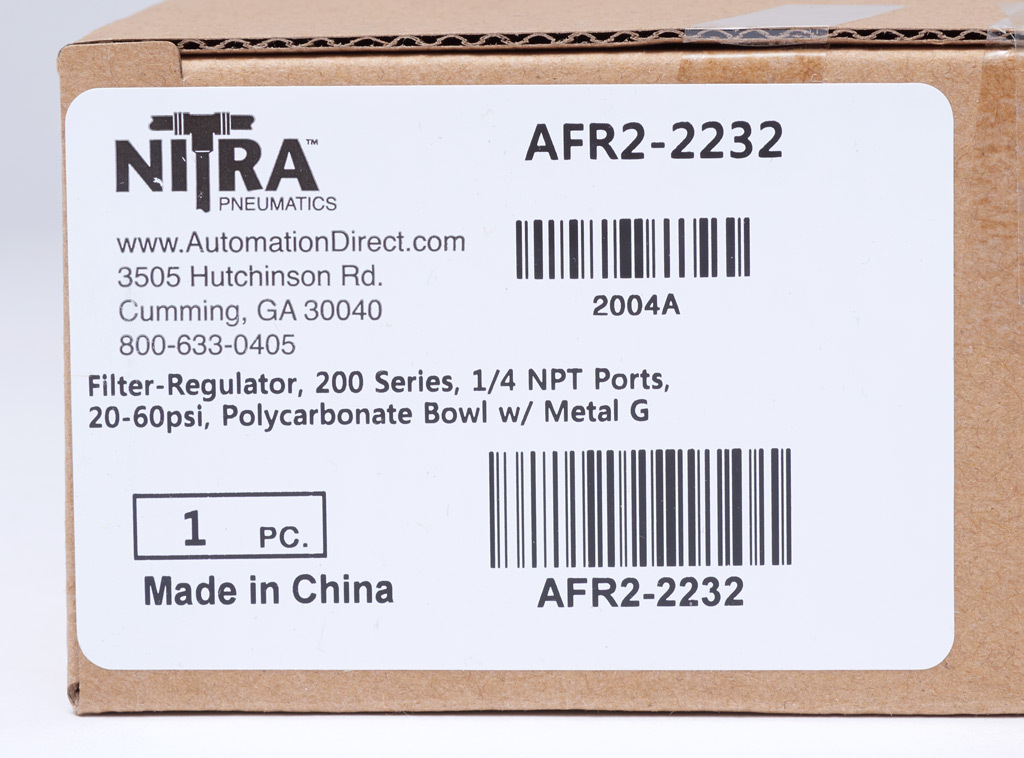 NITRA™
PNEUMATICS
www.AutomationDirect.com
3505 Hutchinson Rd.
Cumming, GA 30040
800-633-0405
AFR2-2232
2004A
Filter-Regulator, 200 Series, 1/4 NPT Ports,
20-60psi, Polycarbonate Bowl w/ Metal G
1 PC.
Made in China
AFR2-2232